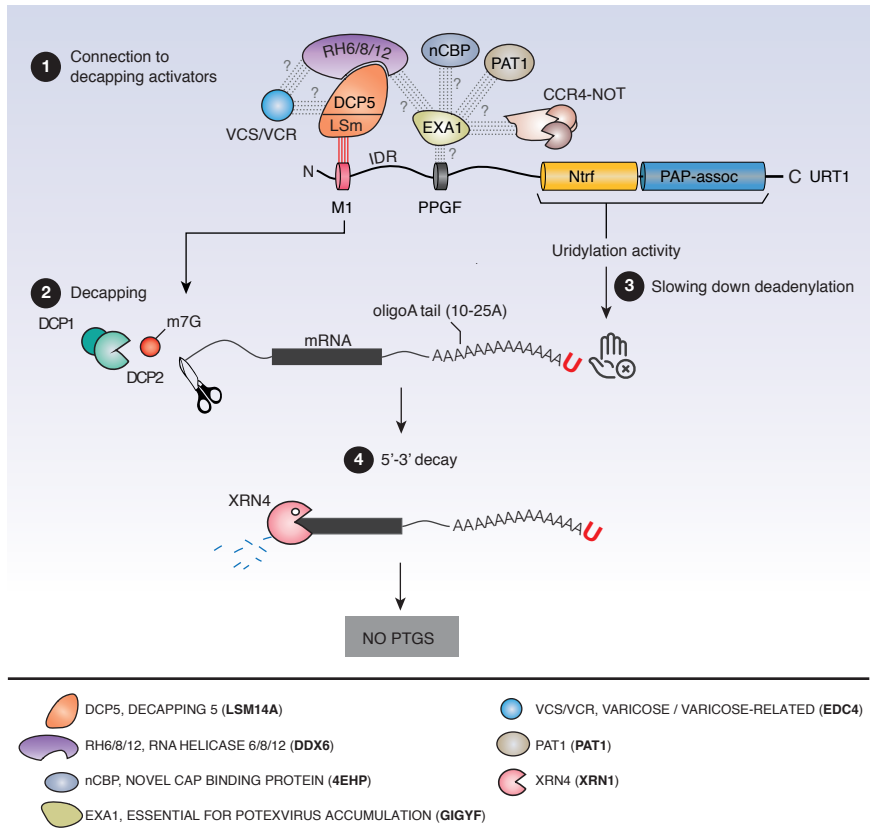 1 Connection to
decapping activators
RH6/8/12
nCBP
PAT1
?
?
?
?
?
?
CCR4-NOT
DCP5
LSm
EXA1
VCS/VCR
?
N
IDR
Ntrf
PAP-assoc
C URT1
M1
PPGF
Uridylation activity
2 Decapping
3 Slowing down deadenylation
DCP1
m7G
DCP2
mRNA
oligoA tail (10-25A)
AAAAAAAAAAAAA U
4 5'-3' decay
XRN4
AAAAAAAAAAAAA U
NO PTGS
DCP5, DECAPPING 5 (LSM14A)
RH6/8/12, RNA HELICASE 6/8/12 (DDX6)
nCBP, NOVEL CAP BINDING PROTEIN (4EHP)
EXA1, ESSENTIAL FOR POTEXVIRUS ACCUMULATION (GIGYF)
VCS/VCR, VARICOSE / VARICOSE-RELATED (EDC4)
PAT1 (PAT1)
XRN4 (XRN1)